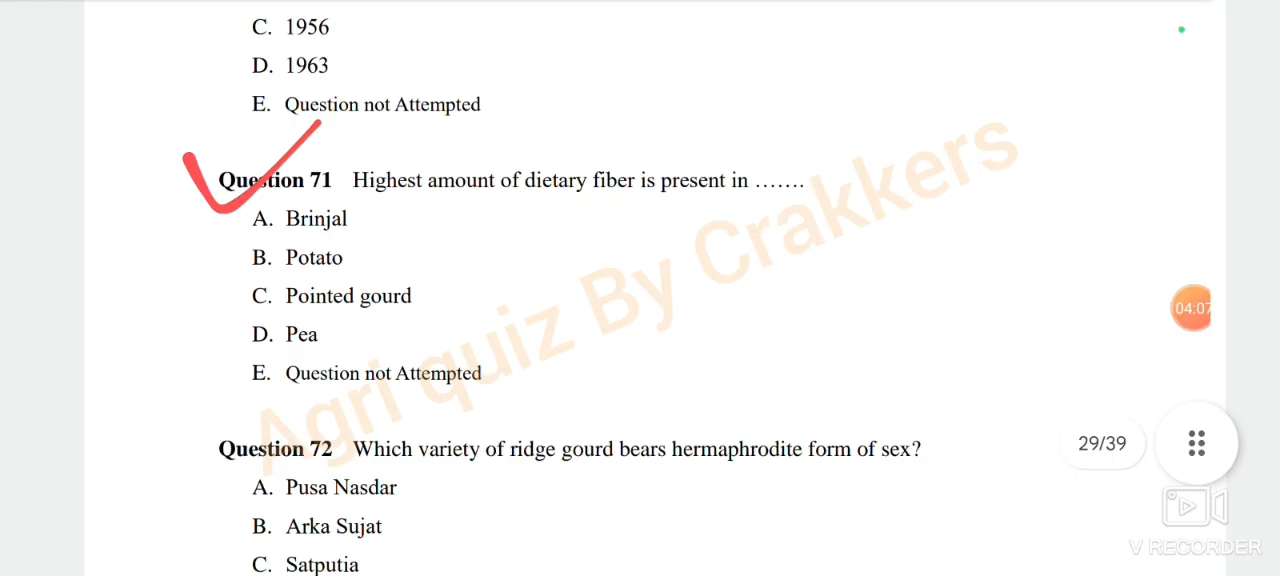 C. 1956
D. 1963
E. Question not Attempted
Question 71 Highest amount of dietary fiber is present in …….
A. Brinjal
B. Potato
C. Pointed gourd
D. Pea
E. Question not Attempted
Question 72 Which variety of ridge gourd bears hermaphrodite form of sex?
A. Pusa Nasdar
B. Arka Sujat
C. Satputia
Agri quiz By Crakkers
04:07
29/39
V RECORDER